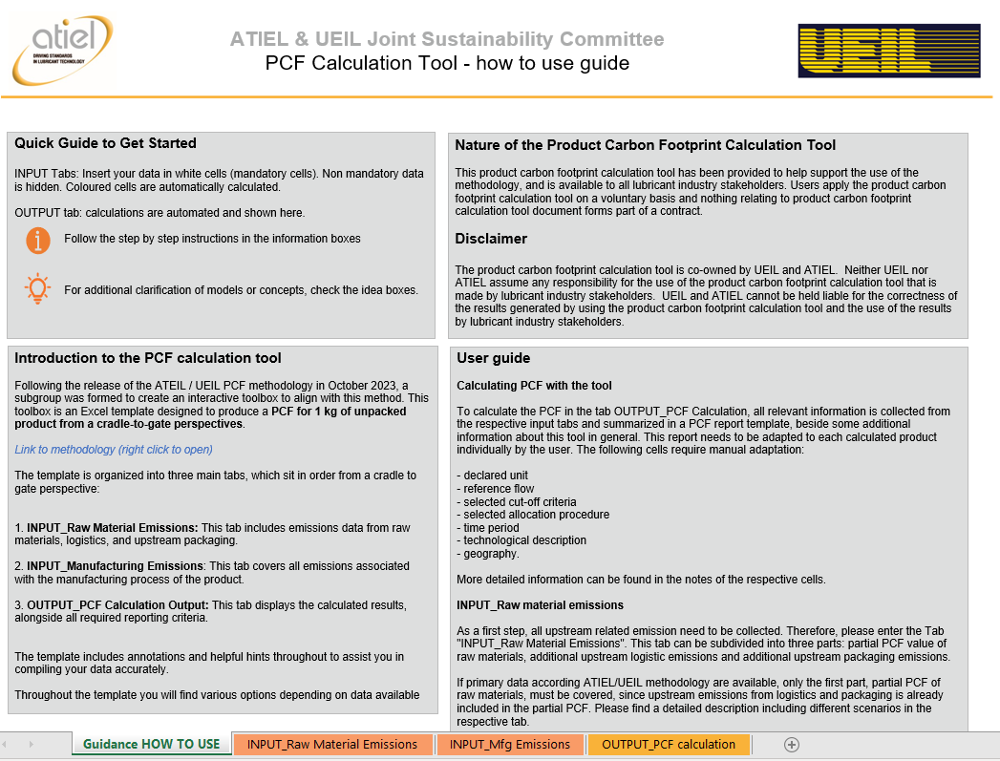 atiel
DRIVING STANDARDS
IN LUBRICANT TECHNOLOGY
ATIEL & UEIL Joint Sustainability Committee
PCF Calculation Tool - how to use guide
UEIL
Quick Guide to Get Started
INPUT Tabs: Insert your data in white cells (mandatory cells). Non mandatory data
is hidden. Coloured cells are automatically calculated.
OUTPUT tab: calculations are automated and shown here.
Follow the step by step instructions in the information boxes
For additional clarification of models or concepts, check the idea boxes.
Nature of the Product Carbon Footprint Calculation Tool
This product carbon footprint calculation tool has been provided to help support the use of the
methodology, and is available to all lubricant industry stakeholders. Users apply the product carbon
footprint calculation tool on a voluntary basis and nothing relating to product carbon footprint
calculation tool document forms part of a contract.
Disclaimer
The product carbon footprint calculation tool is co-owned by UEIL and ATIEL. Neither UEIL nor
ATIEL assume any responsibility for the use of the product carbon footprint calculation tool that is
made by lubricant industry stakeholders. UEIL and ATIEL cannot be held liable for the correctness of
the results generated by using the product carbon footprint calculation tool and the use of the results
by lubricant industry stakeholders.
Introduction to the PCF calculation tool
Following the release of the ATEIL / UEIL PCF methodology in October 2023, a
subgroup was formed to create an interactive toolbox to align with this method. This
toolbox is an Excel template designed to produce a PCF for 1 kg of unpacked
product from a cradle-to-gate perspectives.
Link to methodology (right click to open)
The template is organized into three main tabs, which sit in order from a cradle to
gate perspective:
1. INPUT_Raw Material Emissions: This tab includes emissions data from raw
materials, logistics, and upstream packaging.
2. INPUT_Manufacturing Emissions: This tab covers all emissions associated
with the manufacturing process of the product.
3. OUTPUT_PCF Calculation Output: This tab displays the calculated results,
alongside all required reporting criteria.
The template includes annotations and helpful hints throughout to assist you in
compiling your data accurately.
Throughout the template you will find various options depending on data available
User guide
Calculating PCF with the tool
To calculate the PCF in the tab OUTPUT_PCF Calculation, all relevant information is collected from
the respective input tabs and summarized in a PCF report template, beside some additional
information about this tool in general. This report needs to be adapted to each calculated product
individually by the user. The following cells require manual adaptation:
- declared unit
- reference flow
- selected cut-off criteria
- selected allocation procedure
- time period
- technological description
- geography.
More detailed information can be found in the notes of the respective cells.
INPUT_Raw material emissions
As a first step, all upstream related emission need to be collected. Therefore, please enter the Tab
"INPUT_Raw Material Emissions". This tab can be subdivided into three parts: partial PCF value of
raw materials, additional upstream logistic emissions and additional upstream packaging emissions.
If primary data according ATIEL/UEIL methodology are available, only the first part, partial PCF of
raw materials, must be covered, since upstream emissions from logistics and packaging is already
included in the partial PCF. Please find a detailed description including different scenarios in the
respective tab.
Guidance HOW TO USE
INPUT_Raw Material Emissions
INPUT_Mfg Emissions
OUTPUT_PCF calculation